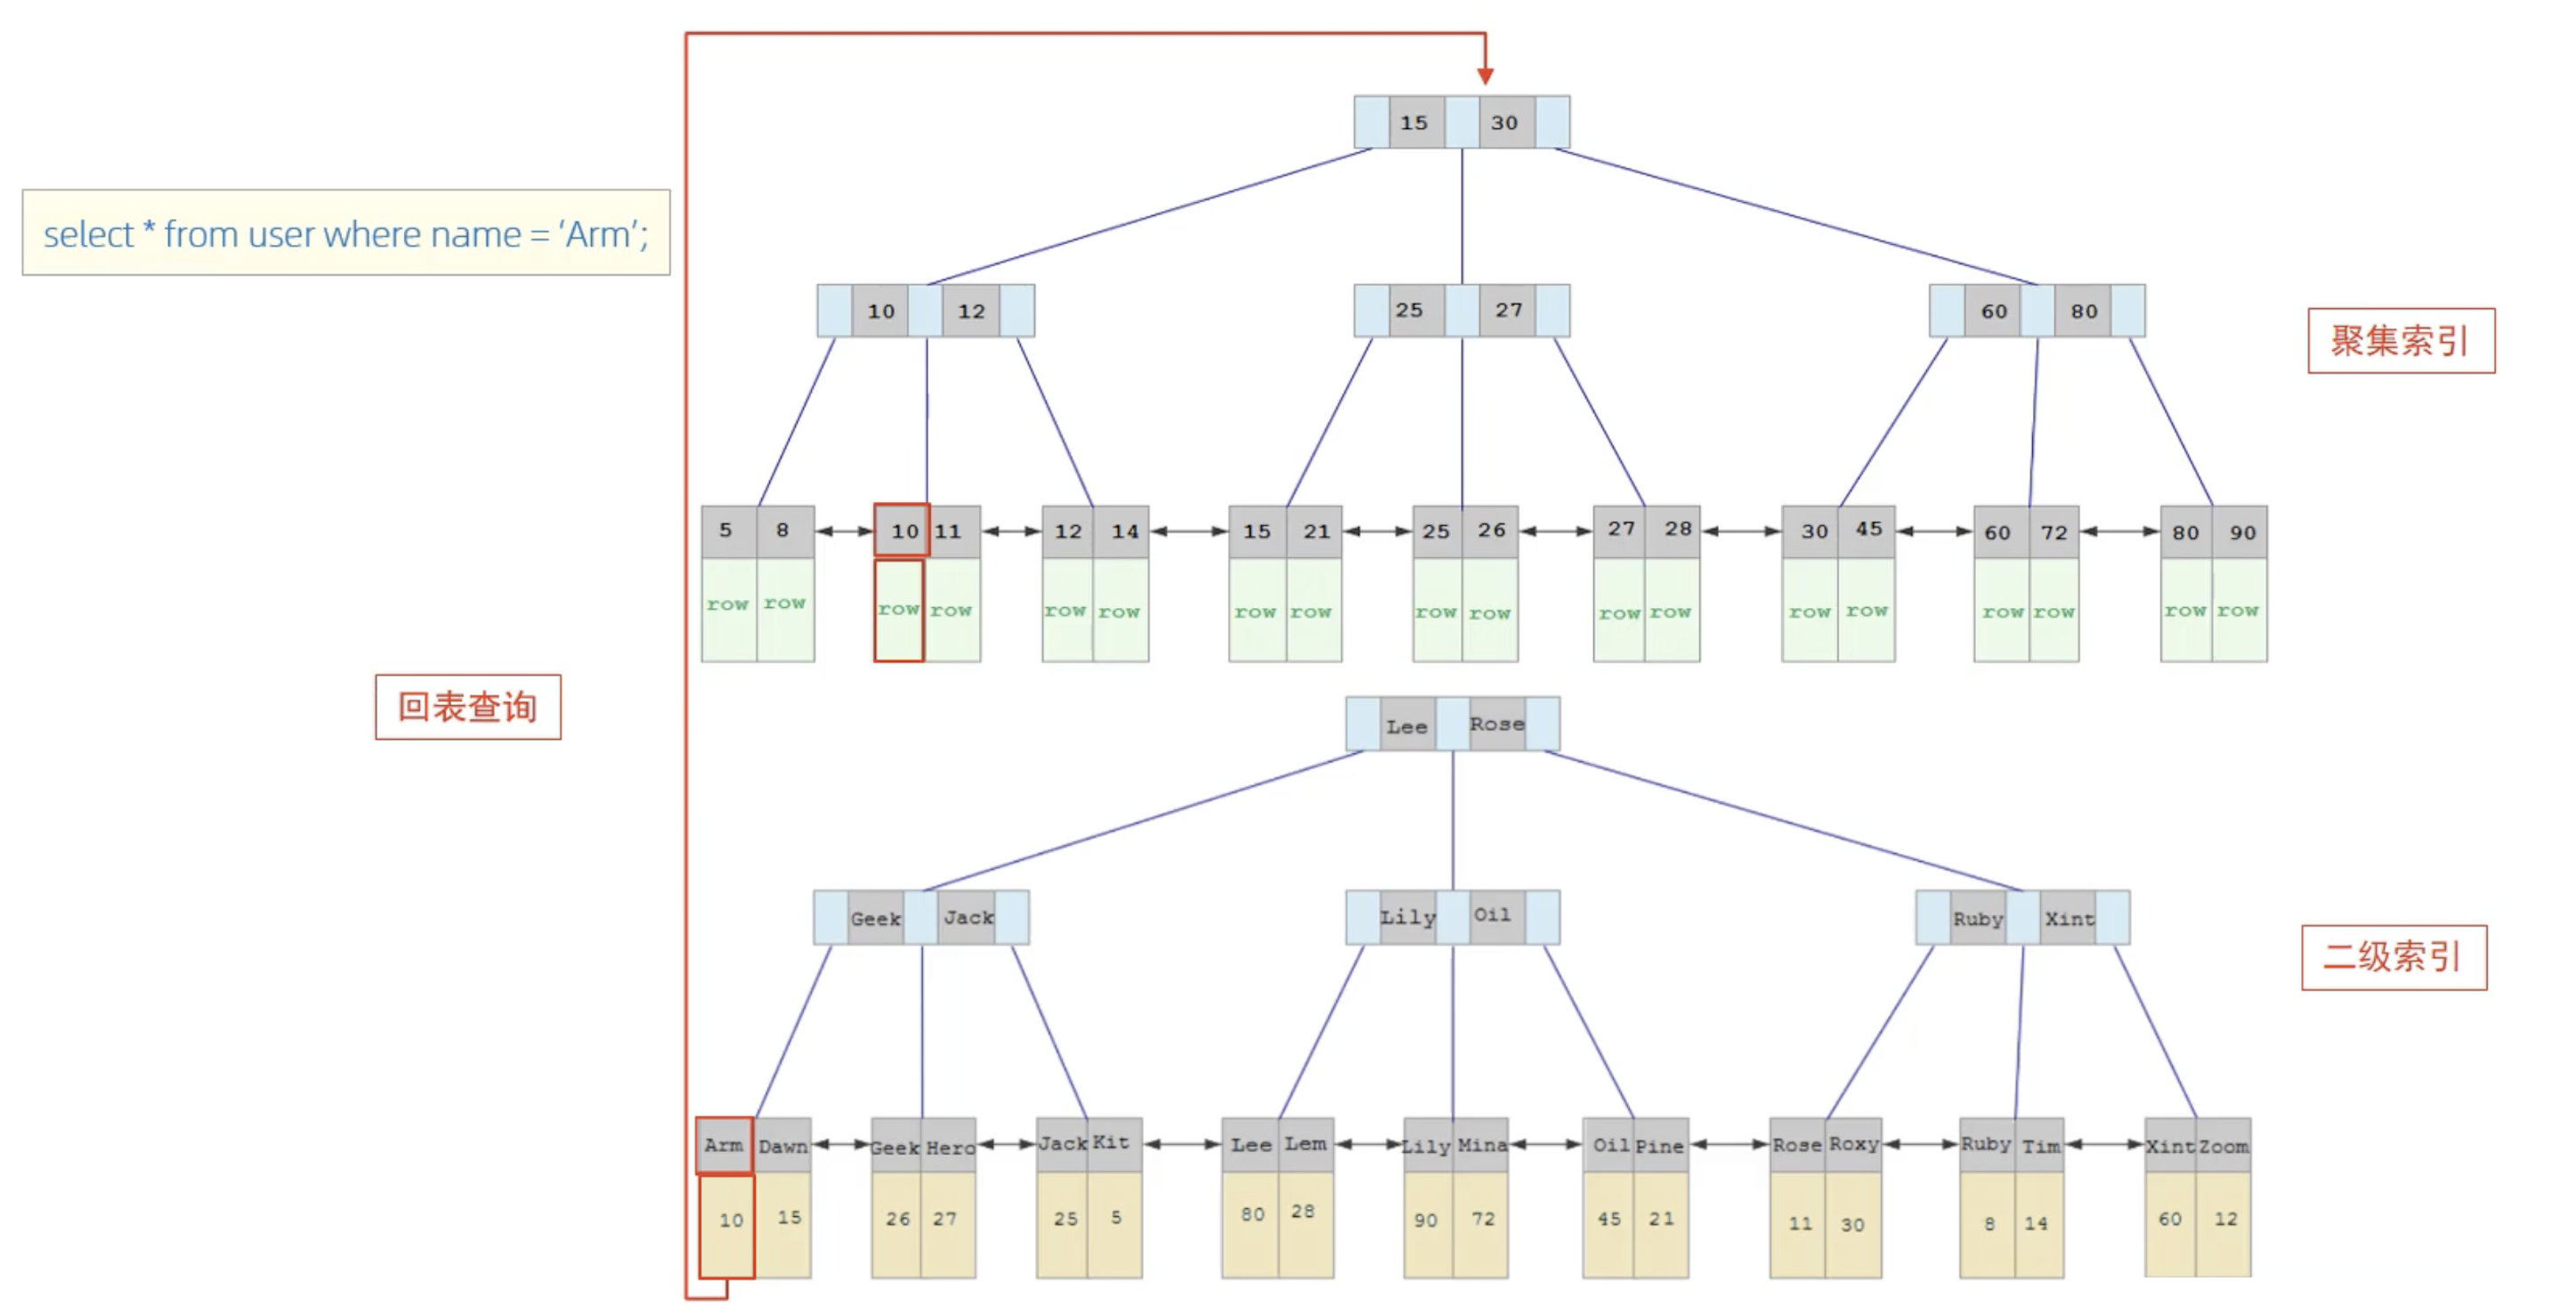 15 30
select * from user where name = ‘Arm’;
10 12 25 27 60 80
聚集索引
5 8 10 11 12 14 15 21 25 26 27 28 30 45 60 72 80 90
row row row row row row row row row row row row row row row row row row
回表查询
Lee Rose
Geek Jack Lily Oil Ruby Xint
二级索引
Arm Dawn Geek Hero Jack Kit Lee Lem Lily Mina Oil Pine Rose Roxy Ruby Tim Xint Zoom
10 15 26 27 25 5 80 28 90 72 45 21 11 30 8 14 60 12